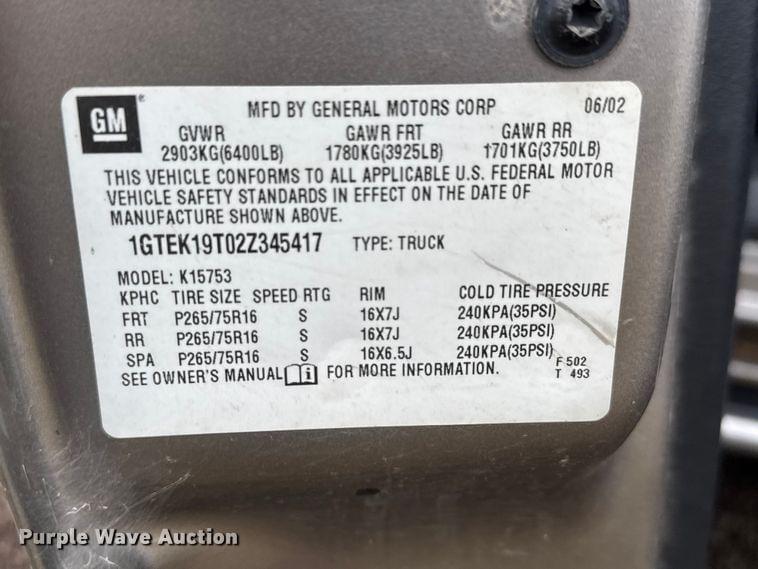 GM ® MFD BY GENERAL MOTORS CORP 06/02
GVWR GAWR FRT GAWR RR
2903KG(6400LB) 1780KG(3925LB) 1701KG(3750LB)
THIS VEHICLE CONFORMS TO ALL APPLICABLE U.S. FEDERAL MOTOR
VEHICLE SAFETY STANDARDS IN EFFECT ON THE DATE OF
MANUFACTURE SHOWN ABOVE.
1GTEK19T02Z345417 TYPE: TRUCK
MODEL: K15753
KPHC TIRE SIZE SPEED RTG RIM COLD TIRE PRESSURE
FRT P265/75R16 S 16X7J 240KPA(35PSI)
RR P265/75R16 S 16X7J 240KPA(35PSI)
SPA P265/75R16 S 16X6.5J 240KPA(35PSI)
SEE OWNER'S MANUAL i FOR MORE INFORMATION.
F 502
T 493
Purple Wave Auction